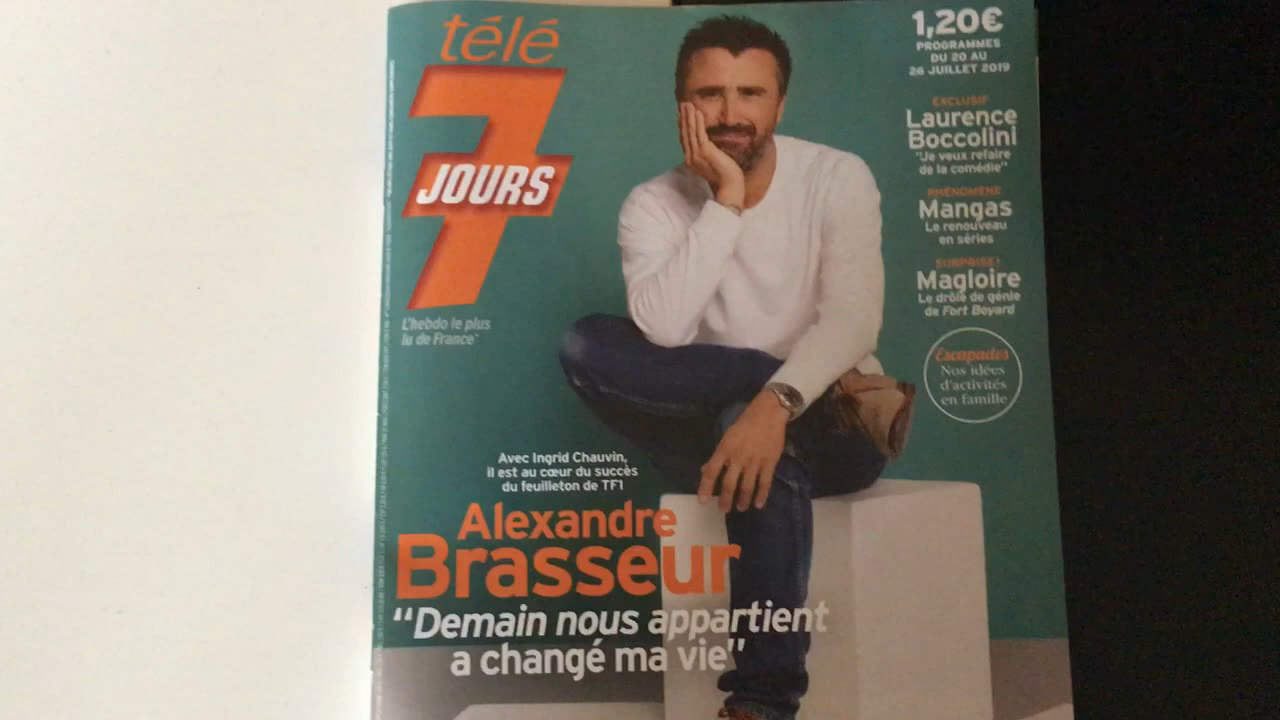 télé
7
JOURS
L'hebdo le plus
lu de France*
1,20€
PROGRAMMES
DU 20 AU
26 JUILLET 2019
EXCLUSIF
Laurence
Boccolini
"Je veux refaire
de la comédie"
PHÉNOMÈNE
Mangas
Le renouveau
en séries
SURPRISE!
Magloire
Le drôle de génie
de Fort Boyard
Escapades
Nos idées
d'activités
en famille
Avec Ingrid Chauvin,
il est au cœur du succès
du feuilleton de TF1
Alexandre
Brasseur
"Demain nous appartient
a changé ma vie"